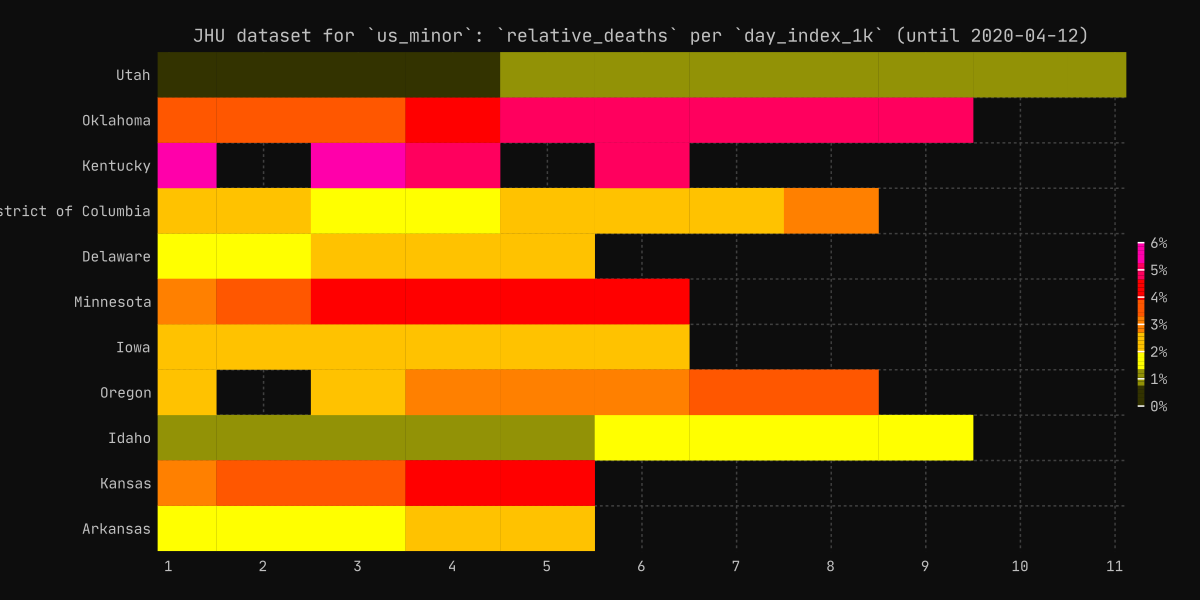 JHU dataset for `us_minor`: `relative_deaths` per `day_index_1k` (until 2020-04-12)
Utah
Oklahoma
Kentucky
strict of Columbia
Delaware
Minnesota
Iowa
Oregon
Idaho
Kansas
Arkansas
6%
5%
4%
3%
2%
1%
0%
1 2 3 4 5 6 7 8 9 10 11